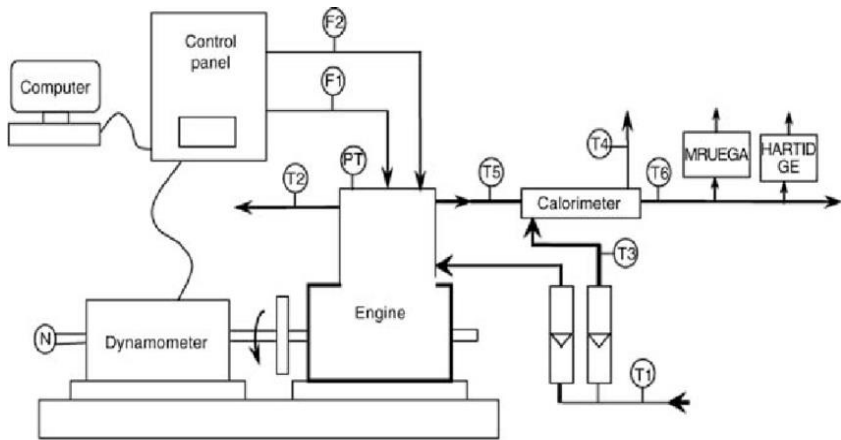 F2
Control
panel
Computer
F1
PT
T2
T5
T4
T6
MRUEGA
HARTID
GE
Calorimeter
T3
Engine
N
Dynamometer
T1